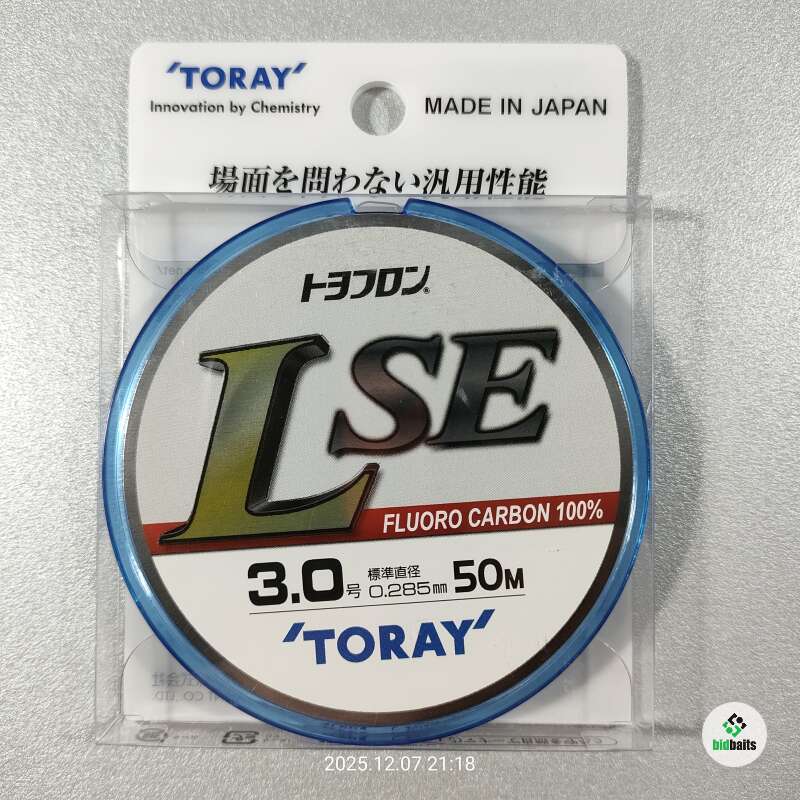 TORAY
Innovation by Chemistry
MADE IN JAPAN
場面を問わない汎用性能
トヨフロン®
LSE
FLUORO CARBON 100%
3.0号 標準直径 0.285mm 50M
TORAY
2025.12.07 21:18
bidbaits